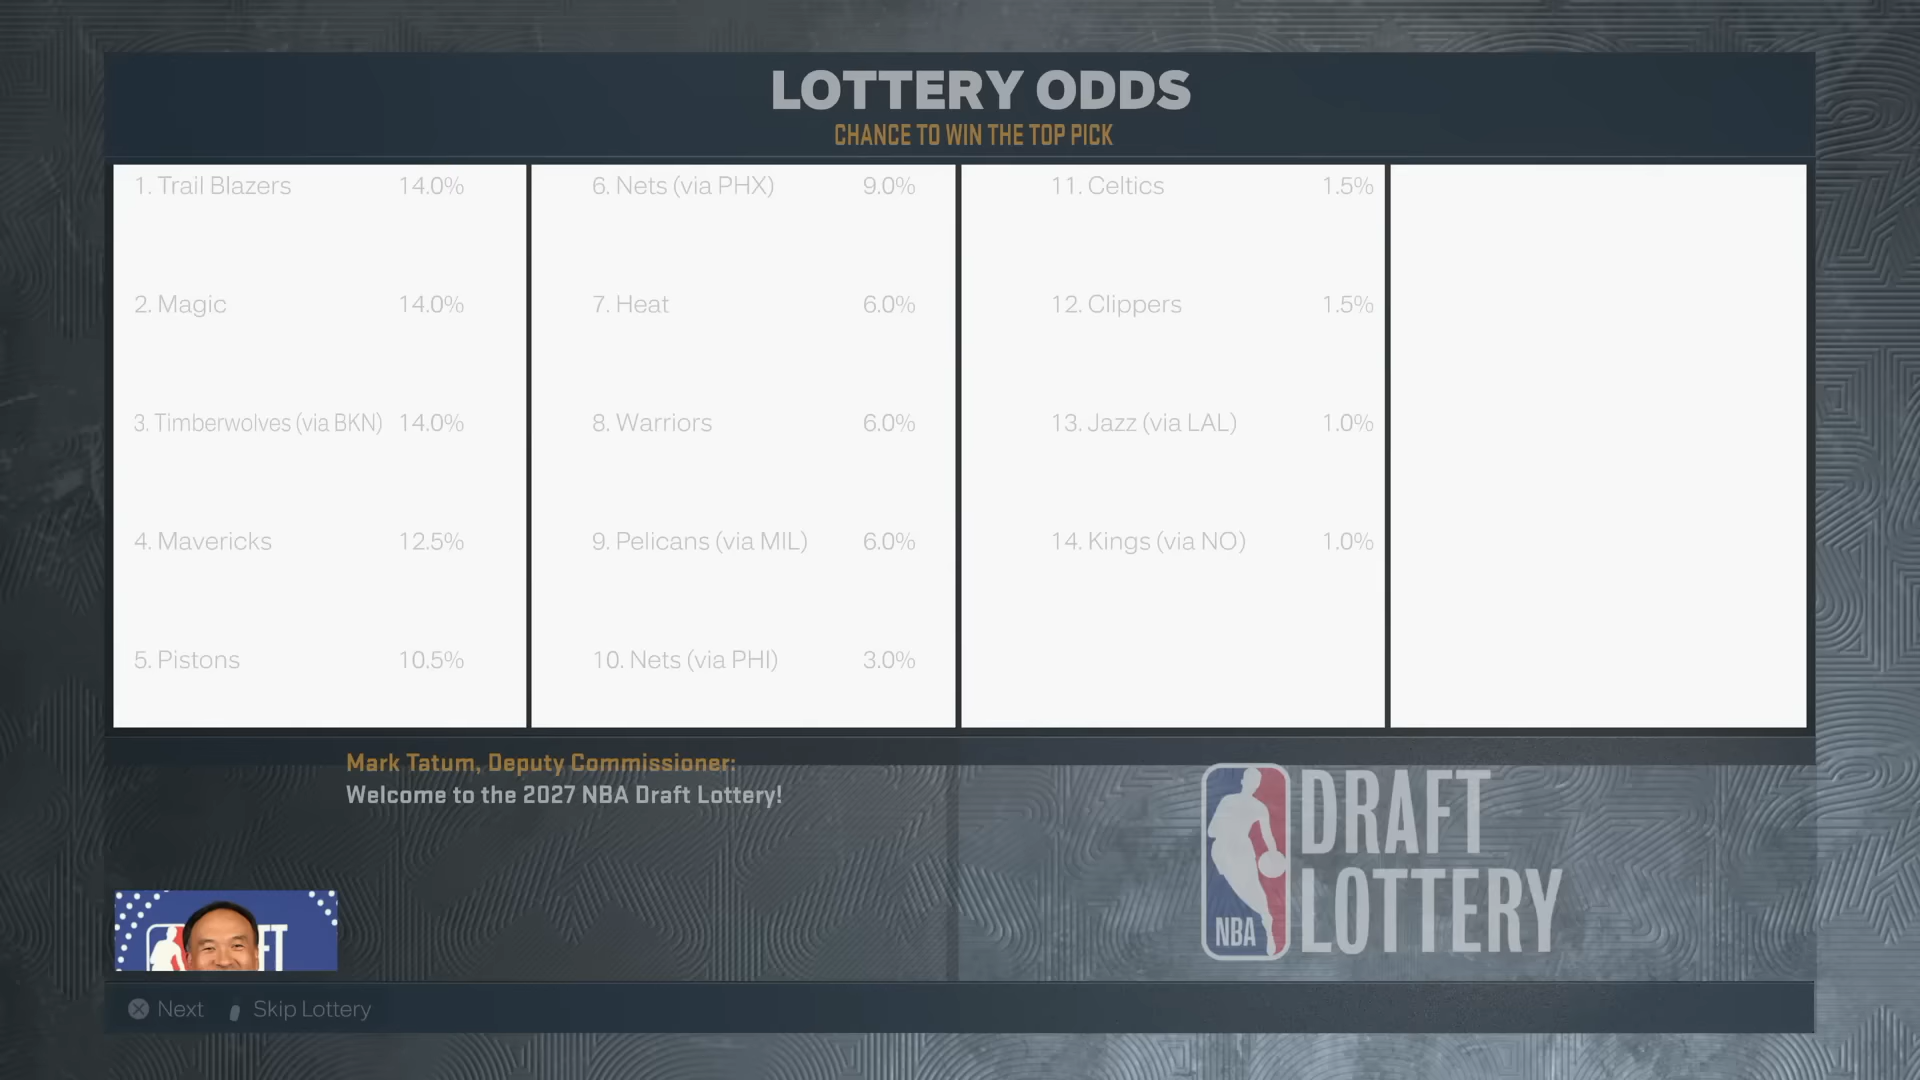 LOTTERY ODDS
CHANCE TO WIN THE TOP PICK
1. Trail Blazers 14.0%
2. Magic 14.0%
3. Timberwolves (via BKN) 14.0%
4. Mavericks 12.5%
5. Pistons 10.5%
6. Nets (via PHX) 9.0%
7. Heat 6.0%
8. Warriors 6.0%
9. Pelicans (via MIL) 6.0%
10. Nets (via PHI) 3.0%
11. Celtics 1.5%
12. Clippers 1.5%
13. Jazz (via LAL) 1.0%
14. Kings (via NO) 1.0%
Mark Tatum, Deputy Commissioner:
Welcome to the 2027 NBA Draft Lottery!
NBA
DRAFT
LOTTERY
FT
Next
Skip Lottery